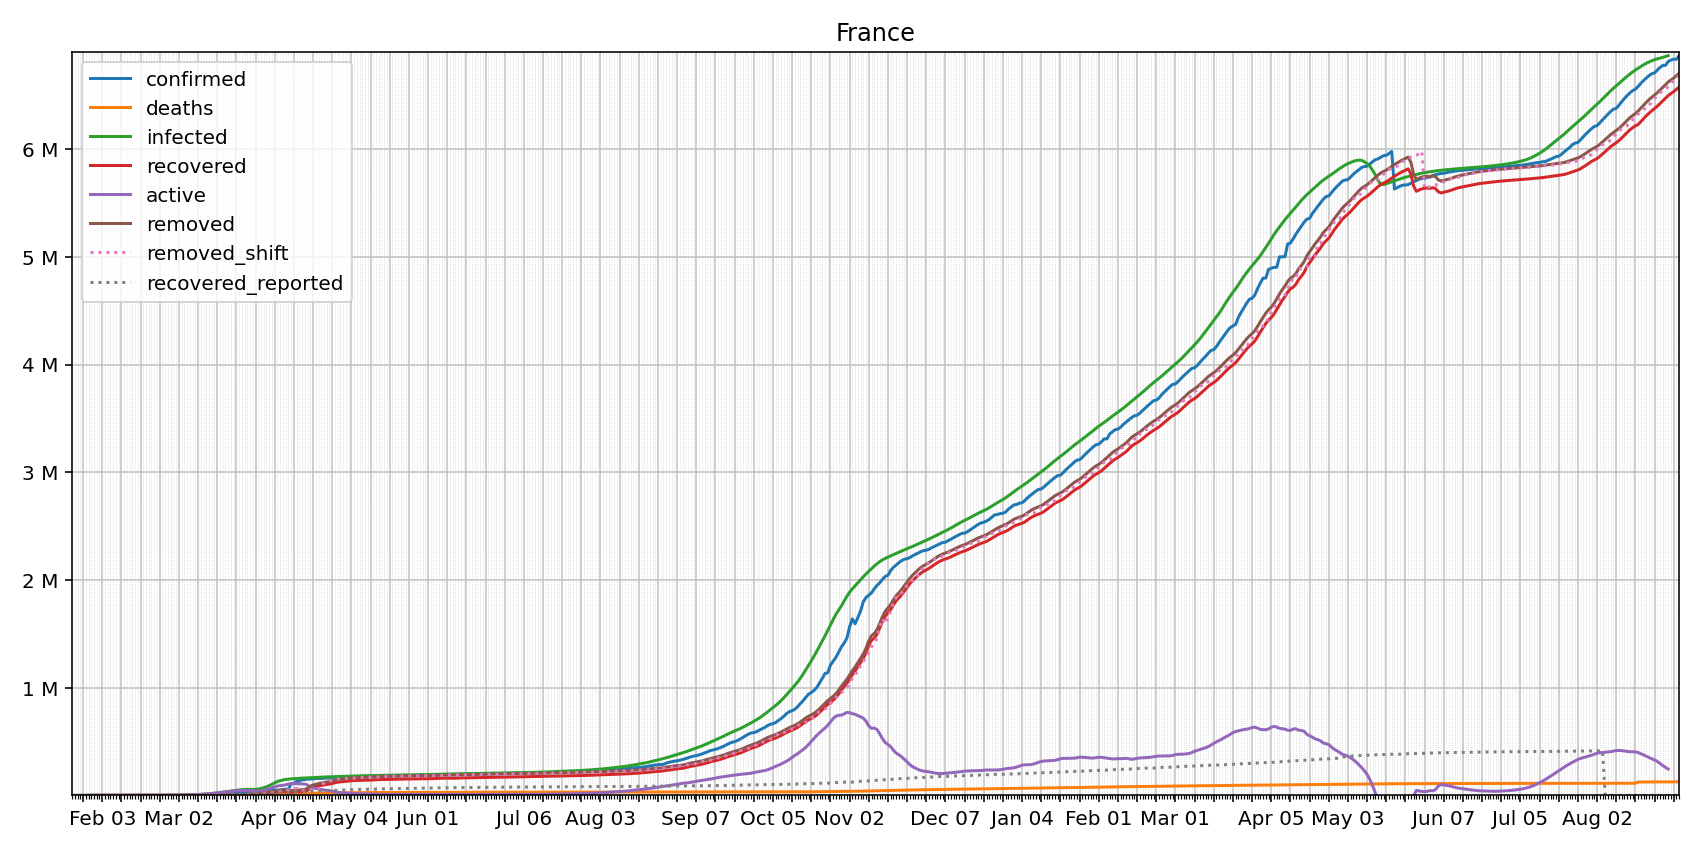 France
confirmed
deaths
infected
recovered
active
removed
removed_shift
recovered_reported
6 M
5 M
4 M
3 M
2 M
1 M
Feb 03 Mar 02 Apr 06 May 04 Jun 01 Jul 06 Aug 03 Sep 07 Oct 05 Nov 02 Dec 07 Jan 04 Feb 01 Mar 01 Apr 05 May 03 Jun 07 Jul 05 Aug 02